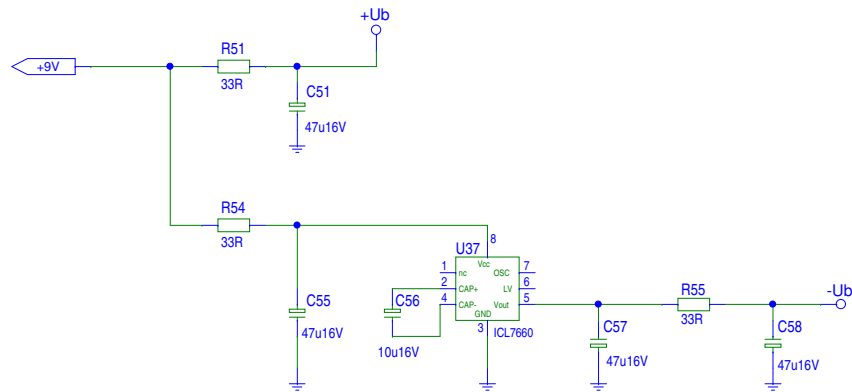 +Ub
R51
+9V
33R
C51
47u16V
R54
33R
U37
8
Vcc
1 nc OSC 7
2 CAP+ LV 6
4 CAP- Vout 5
GND
3 ICL7660
C55
47u16V
C56
10u16V
R55
33R
-Ub
C57
47u16V
C58
47u16V